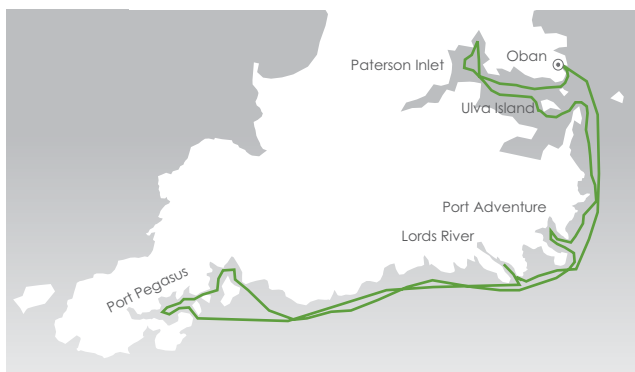 Oban
Paterson Inlet
Ulva Island
Port Adventure
Lords River
Port Pegasus